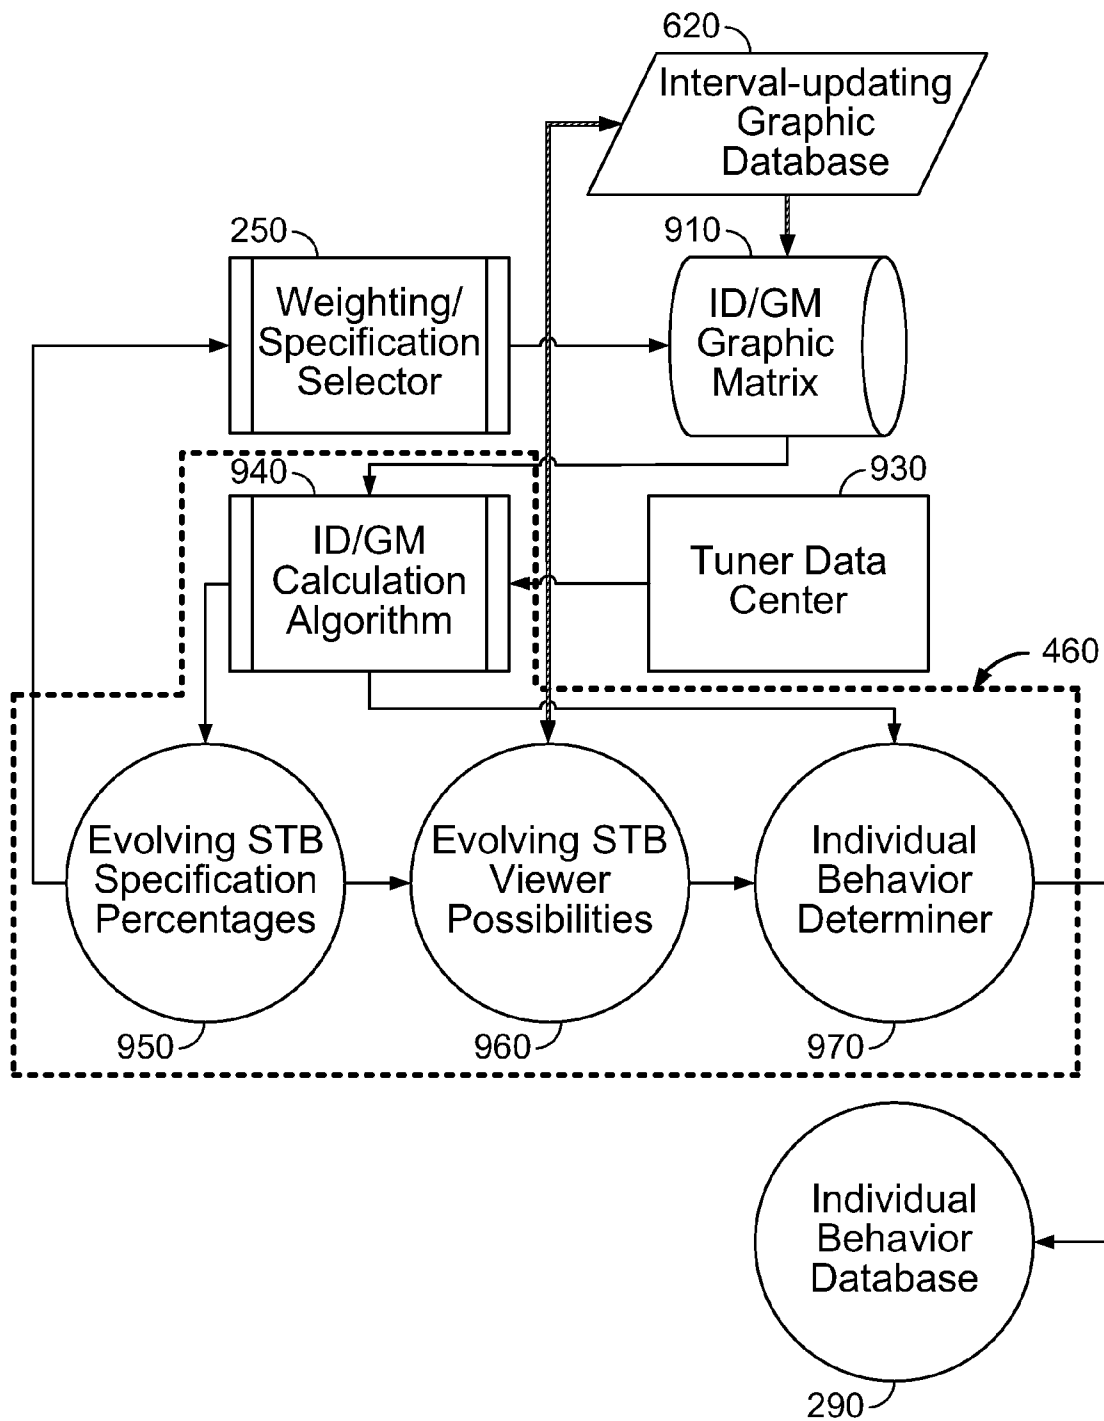 620
Interval-updating
Graphic
Database
250
Weighting/
Specification
Selector
910
ID/GM
Graphic
Matrix
940
ID/GM
Calculation
Algorithm
930
Tuner Data
Center
460
Evolving STB
Specification
Percentages
950
Evolving STB
Viewer
Possibilities
960
Individual
Behavior
Determiner
970
Individual
Behavior
Database
290